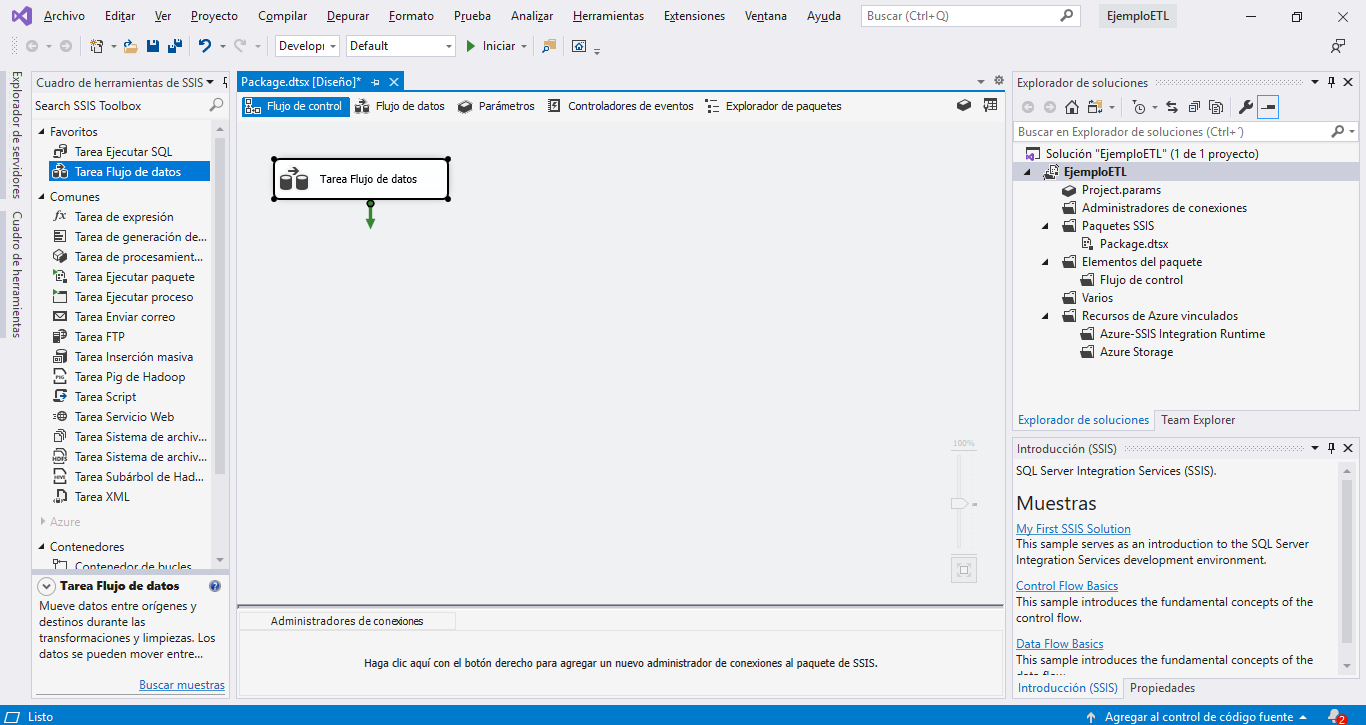 Archivo Editar Ver Proyecto Compilar Depurar Formato Prueba Analizar Herramientas Extensiones Ventana Ayuda Buscar (Ctrl+Q) EjemploETL
Default Iniciar
Explorador de servidores
Cuadro de herramientas
Cuadro de herramientas de SSIS
Search SSIS Toolbox
Favoritos
Tarea Ejecutar SQL
Tarea Flujo de datos
Comunes
fx Tarea de expresión
Tarea de generación de...
Tarea de procesamient...
Tarea Ejecutar paquete
Tarea Ejecutar proceso
Tarea Enviar correo
Tarea FTP
Tarea Inserción masiva
Tarea Pig de Hadoop
Tarea Script
Tarea Servicio Web
Tarea Sistema de archiv...
Tarea Sistema de archiv...
Tarea Subárbol de Had...
Tarea XML
Azure
Contenedores
Contenedor de bucles
Tarea Flujo de datos
Mueve datos entre orígenes y
destinos durante las
transformaciones y limpiezas. Los
datos se pueden mover entre...
Buscar muestras
Package.dtsx [Diseño]*
Flujo de control Flujo de datos Parámetros Controladores de eventos Explorador de paquetes
Tarea Flujo de datos
100%
Administradores de conexiones
Haga clic aquí con el botón derecho para agregar un nuevo administrador de conexiones al paquete de SSIS.
Explorador de soluciones
Buscar en Explorador de soluciones (Ctrl+´)
Solución "EjemploETL" (1 de 1 proyecto)
EjemploETL
Project.params
Administradores de conexiones
Paquetes SSIS
Package.dtsx
Elementos del paquete
Flujo de control
Varios
Recursos de Azure vinculados
Azure-SSIS Integration Runtime
Azure Storage
Explorador de soluciones Team Explorer
Introducción (SSIS)
SQL Server Integration Services (SSIS).
Muestras
My First SSIS Solution
This sample serves as an introduction to the SQL Server
Integration Services development environment.
Control Flow Basics
This sample introduces the fundamental concepts of the
control flow.
Data Flow Basics
This sample introduces the fundamental concepts of the
data flow.
Introducción (SSIS) Propiedades
Listo Agregar al control de código fuente 2